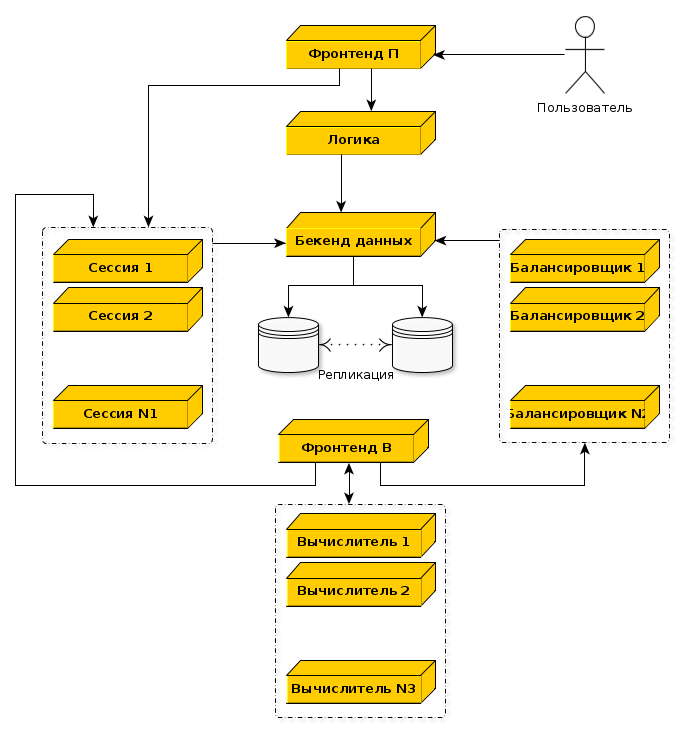 Фронтенд П
Пользователь
Логика
Бекенд данных
Сессия 1
Сессия 2
Сессия N1
Балансировщик 1
Балансировщик 2
Балансировщик N2
Репликация
Фронтенд В
Вычислитель 1
Вычислитель 2
Вычислитель N3